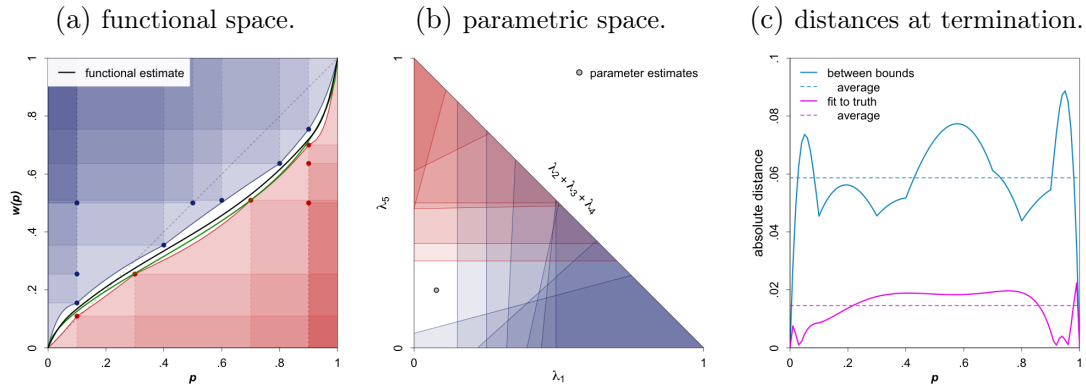 (a) functional space.
(b) parametric space.
(c) distances at termination.
functional estimate
w(p)
0
.2
.4
.6
.8
1
0
.2
.4
.6
.8
1
p
parameter estimates
λ2 + λ3 + λ4
λ5
0
1
0
1
λ1
between bounds
average
fit to truth
average
absolute distance
.00
.02
.04
.06
.08
.1
0
.2
.4
.6
.8
1
p